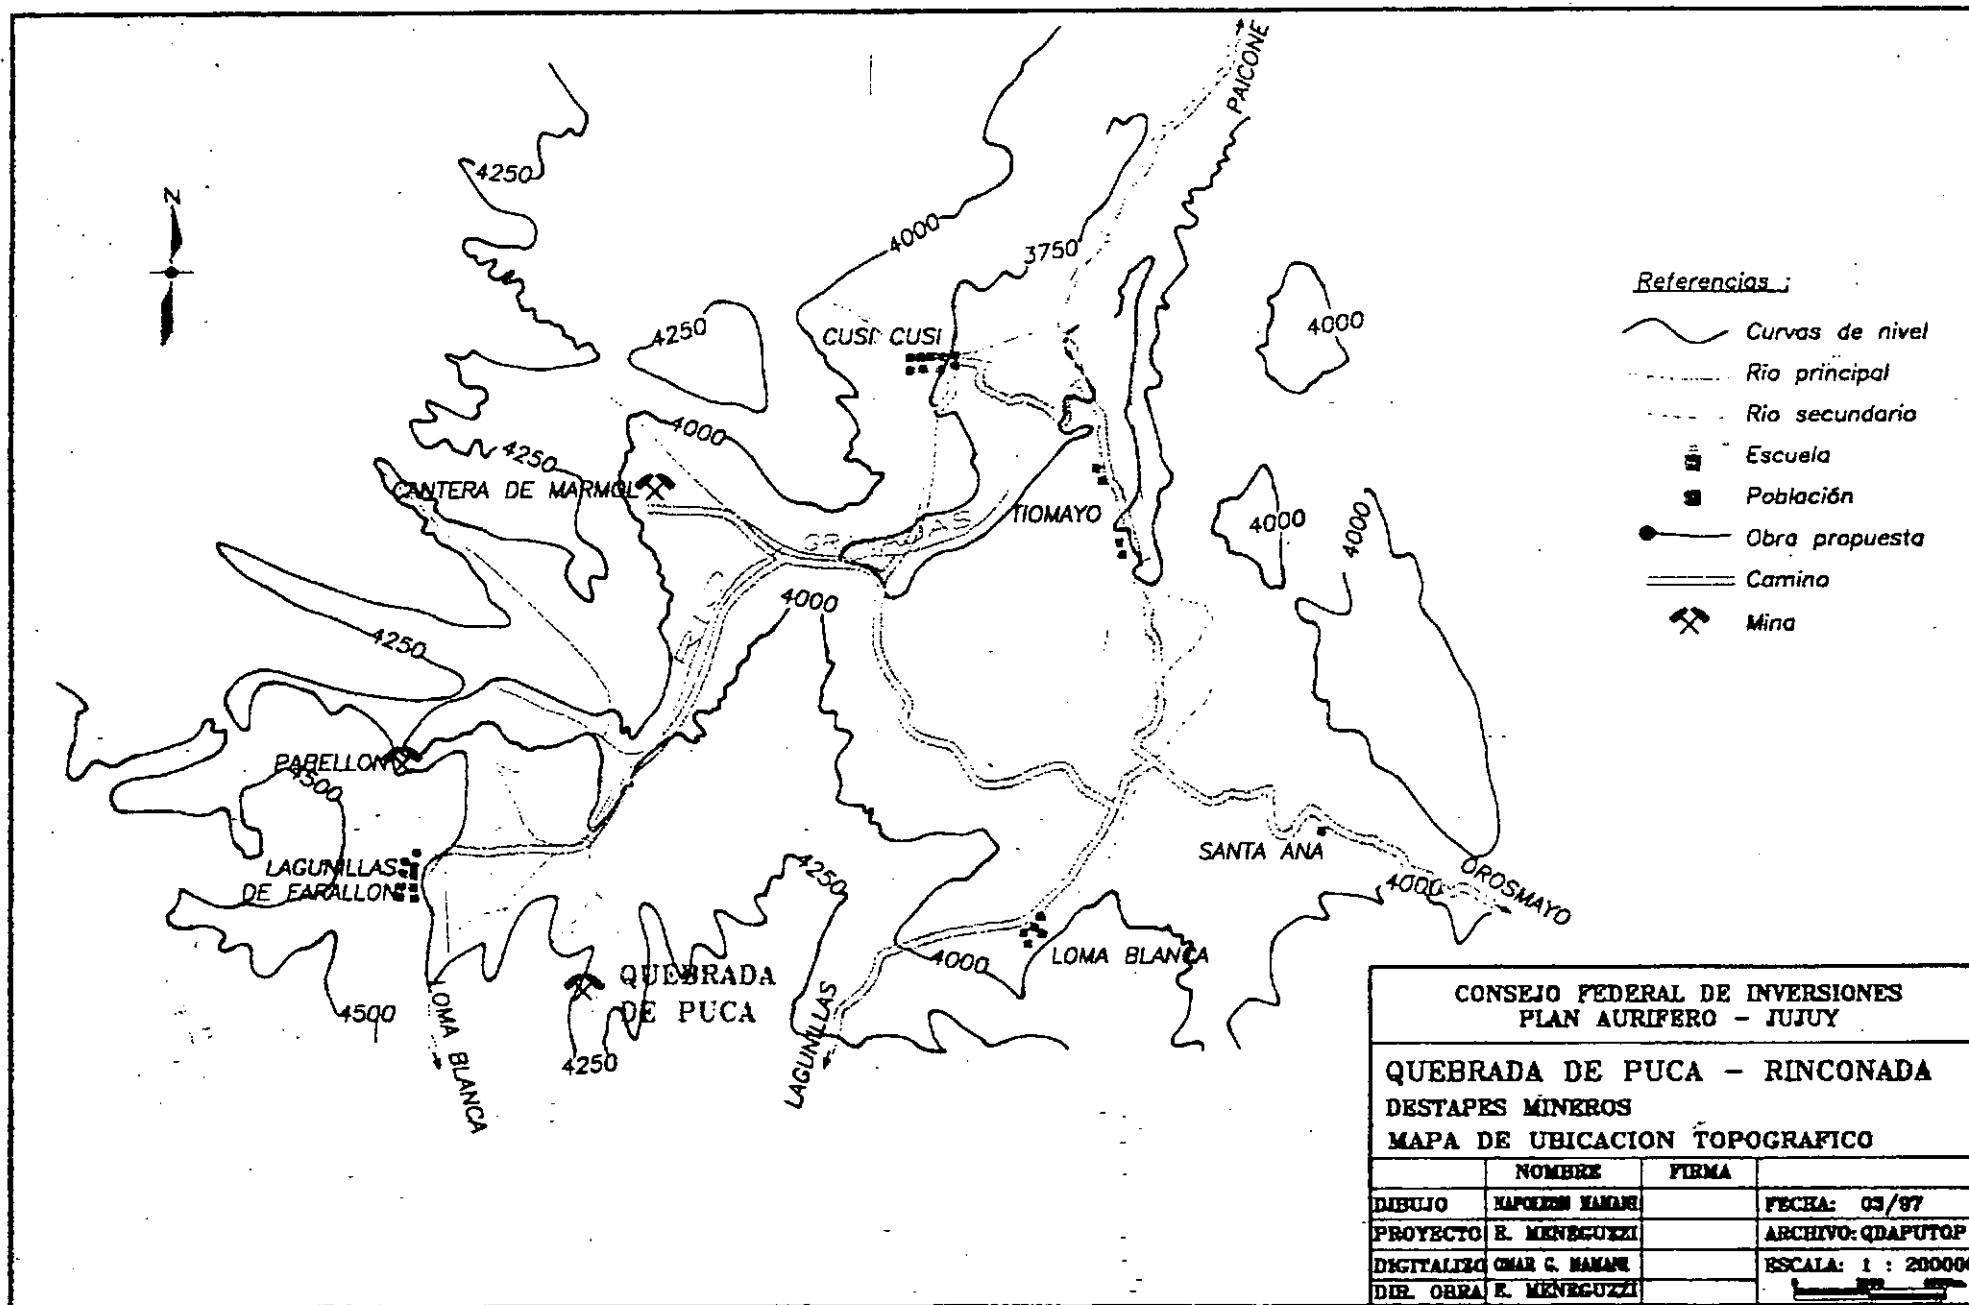 PAICONE
N
4250
4000
3750
4250
4000
CUSI CUSI
4000
4250
CANTERA DE MARMOL
TIOMAYO
4000
4000
4000
4250
PABELLON
4500
LAGUNILLAS
DE FARALLON
4250
SANTA ANA
4000
OROSMAYO
LOMA BLANCA
4000
QUEBRADA
DE PUCA
4500
4250
LOMA BLANCA
LAGUNILLAS
Referencias :
Curvas de nivel
Rio principal
Rio secundario
Escuela
Población
Obra propuesta
Camino
Mina
CONSEJO FEDERAL DE INVERSIONES
PLAN AURIFERO - JUJUY
QUEBRADA DE PUCA - RINCONADA
DESTAPES MINEROS
MAPA DE UBICACION TOPOGRAFICO
NOMBRE FIRMA
DIBUJO NAPOLEON MAMANI FECHA: 03/97
PROYECTO E. MENEGUZZI ARCHIVO: QDAPUTOP
DIGITALIZO OMAR G. MAMANI ESCALA: 1 : 200000
DIR. OBRA E. MENEGUZZI